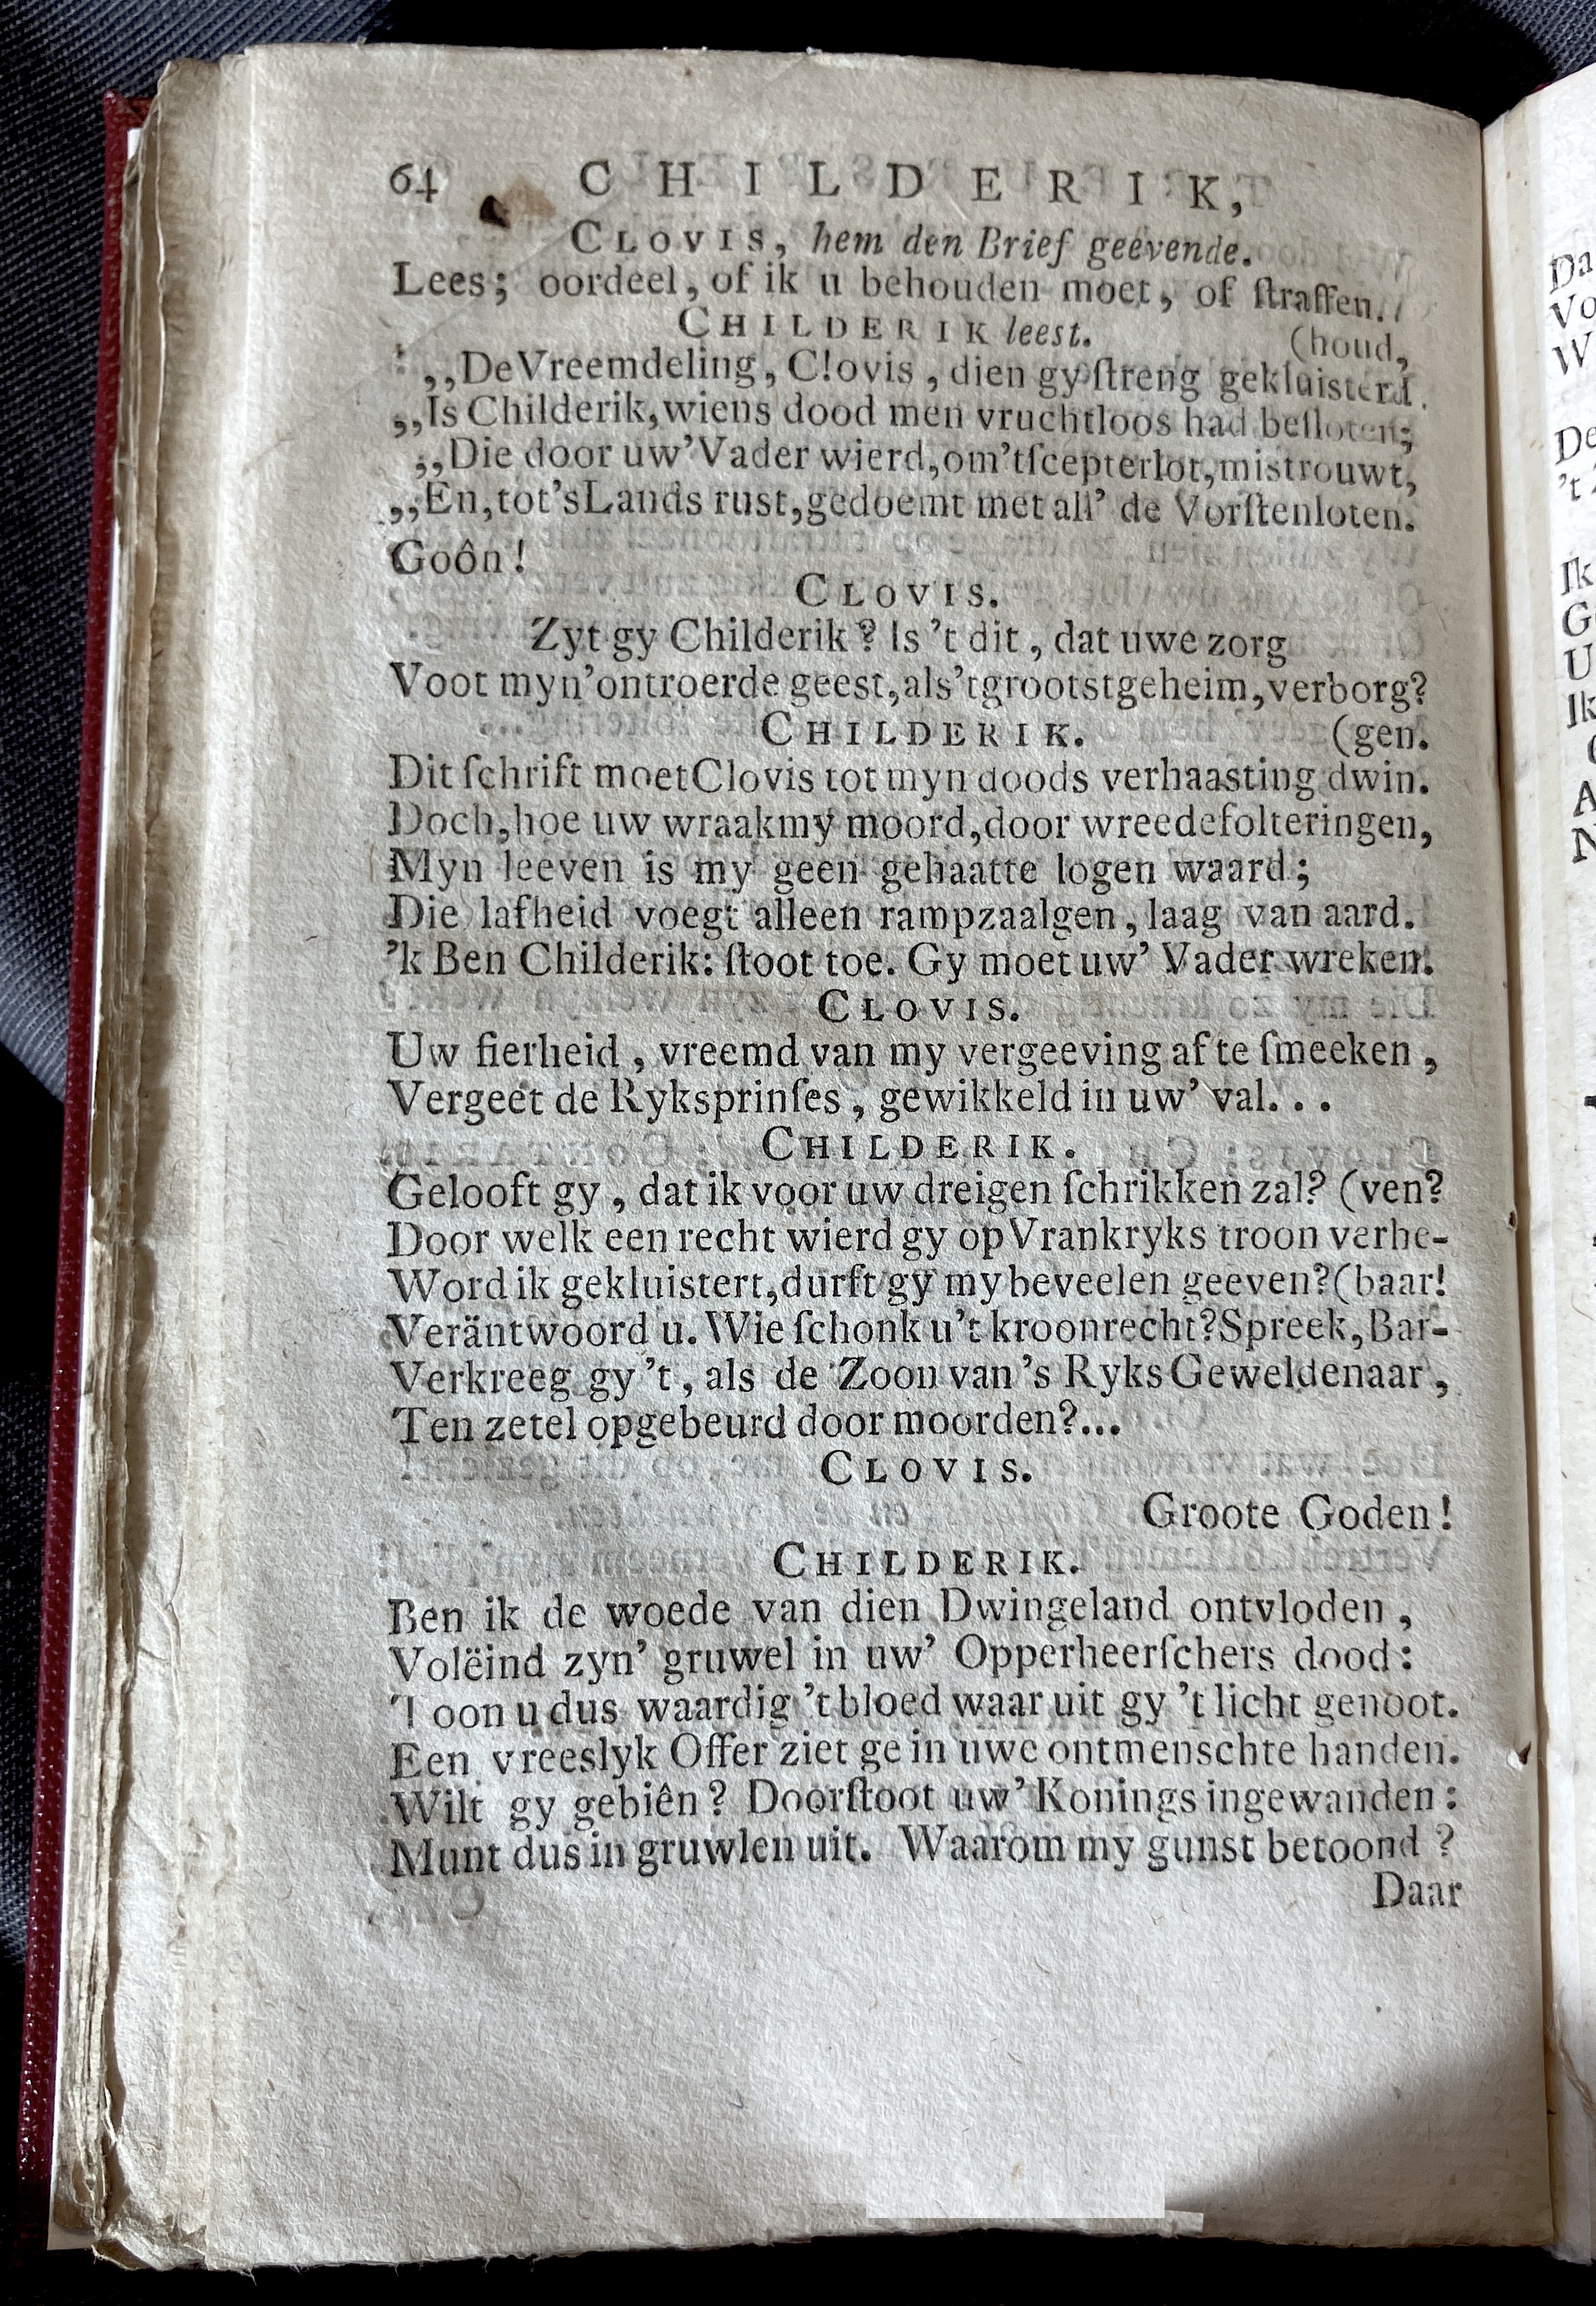 64 CHILDERIK,
CLOVIS, hem den Brief geevende.
Lees; oordeel, of ik u behouden moet, of ſtraffen.
CHILDERIK leest. (houd,
,,De Vreemdeling, Clovis, dien gy ſtreng gekluisterd
,,Is Childerik, wiens dood men vruchtloos had beſloten;
,,Die door uw' Vader wierd, om 't ſcepterlot, mistrouwt,
,,En, tot 's Lands rust, gedoemt met all' de Vorſtenloten.
Goôn!
CLOVIS.
Zyt gy Childerik? Is 't dit, dat uwe zorg
Voot myn' ontroerde geest, als 't grootst geheim, verborg?
CHILDERIK. (gen.
Dit ſchrift moet Clovis tot myn doods verhaasting dwin.
Doch, hoe uw wraak my moord, door wreede folteringen,
Myn leeven is my geen gehaatte logen waard;
Die lafheid voegt alleen rampzaalgen, laag van aard.
'k Ben Childerik: ſtoot toe. Gy moet uw' Vader wreken.
CLOVIS.
Uw fierheid, vreemd van my vergeeving af te ſmeeken,
Vergeet de Ryksprinſes, gewikkeld in uw' val...
CHILDERIK.
Gelooft gy, dat ik voor uw dreigen ſchrikken zal? (ven?
Door welk een recht wierd gy op Vrankryks troon verhe-
Word ik gekluistert, durft gy my beveelen geeven? (baar!
Veräntwoord u. Wie ſchonk u 't kroonrecht? Spreek, Bar-
Verkreeg gy 't, als de Zoon van 's Ryks Geweldenaar,
Ten zetel opgebeurd door moorden?...
CLOVIS.
Groote Goden!
CHILDERIK.
Ben ik de woede van dien Dwingeland ontvloden,
Volëind zyn' gruwel in uw' Opperheerſchers dood:
Toon u dus waardig 't bloed waar uit gy 't licht genoot.
Een vreeslyk Offer ziet ge in uwe ontmenschte handen.
Wilt gy gebiên? Doorſtoot uw' Konings ingewanden:
Munt dus in gruwlen uit. Waarom my gunst betoond?
Daar